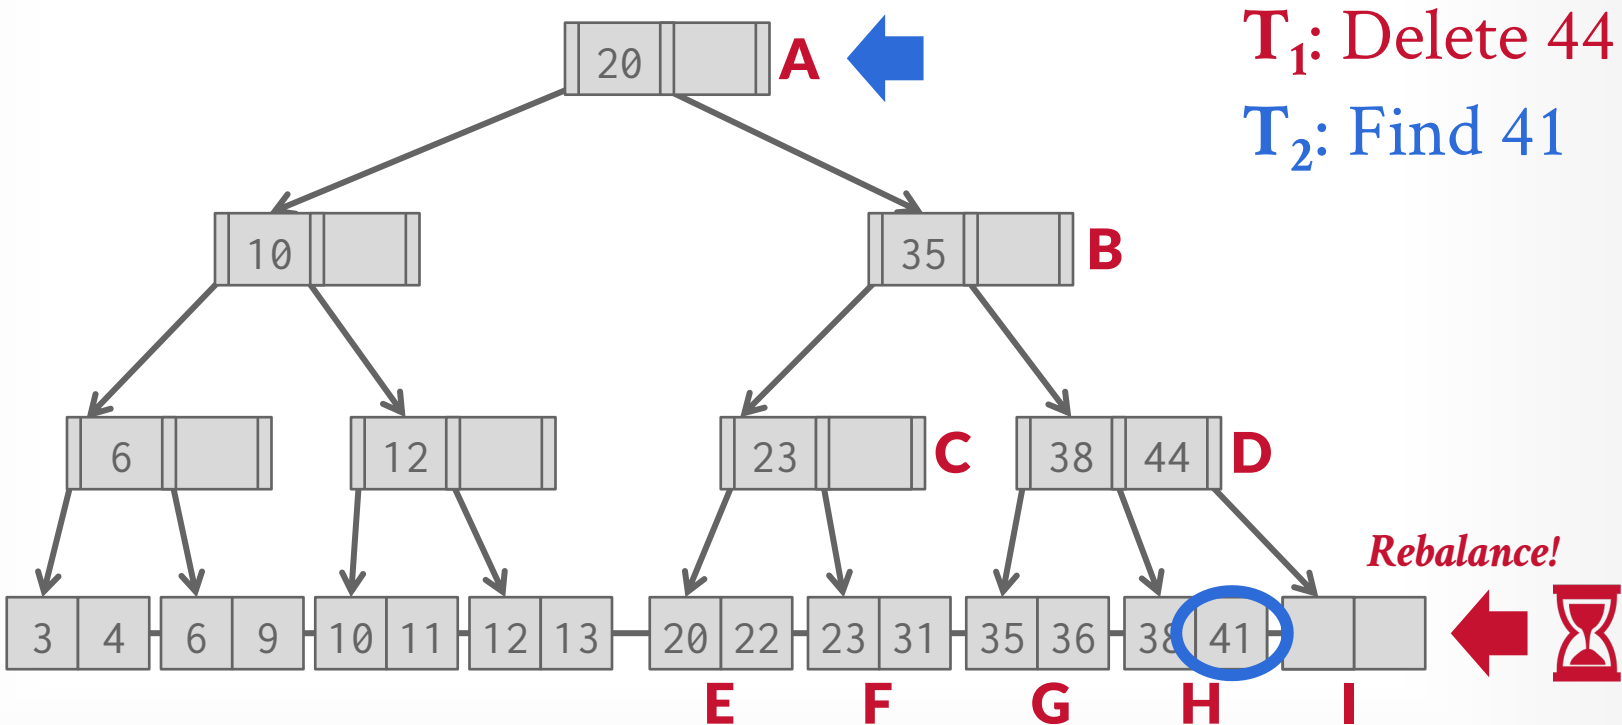 20 A
T1: Delete 44
T2: Find 41
10
35 B
6
12
23 C
38 44 D
Rebalance!
3 4 6 9 10 11 12 13 20 22 23 31 35 36 38 41
E F G H I